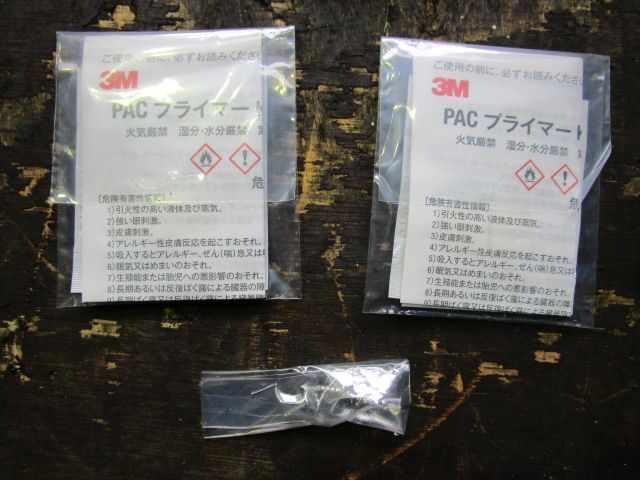 ご使用の前に、必ずお読みくださ
3M
PACプライマー
火気厳禁 湿分・水分厳禁
危
[危険有害性情報]
1)引火性の高い液体及び蒸気。
2)強い眼刺激。
3)皮膚刺激。
4)アレルギー性皮膚反応を起こすおそれ。
5)吸入するとアレルギー、ぜん(喘)息又は
6)眠気又はめまいのおそれ。
7)生殖能または胎児への悪影響のおそれ。
8)長期あるいは反復ばく露による臓器の障
ご使用の前に、必ずお読みくださ
3M
PACプライマー
火気厳禁 湿分・水分厳禁
危
[危険有害性情報]
1)引火性の高い液体及び蒸気。
2)強い眼刺激。
3)皮膚刺激。
4)アレルギー性皮膚反応を起こすおそれ。
5)吸入するとアレルギー、ぜん(喘)息又は
6)眠気又はめまいのおそれ。
7)生殖能または胎児への悪影響のおそれ。
8)長期あるいは反復ばく露による臓器の障